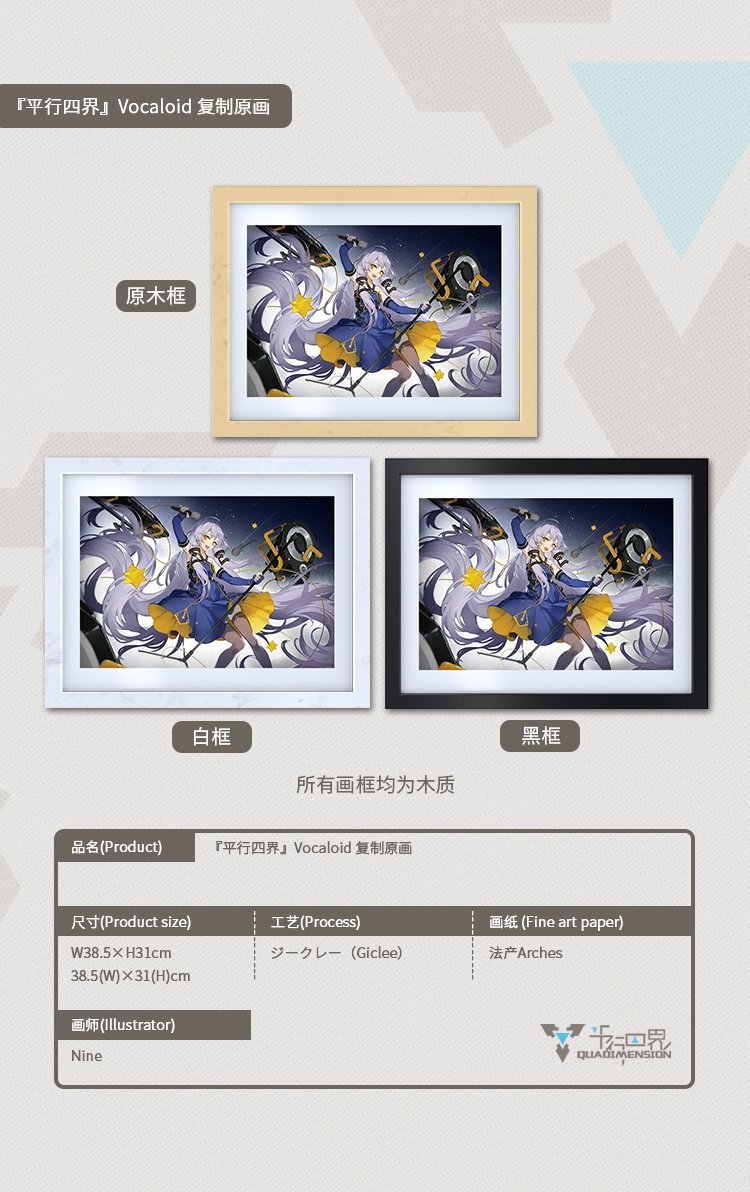 『平行四界』Vocaloid 复制原画
原木框
白框
黑框
所有画框均为木质
品名(Product)
『平行四界』Vocaloid 复制原画
尺寸(Product size)
工艺(Process)
画纸 (Fine art paper)
W38.5×H31cm
ジークレー（Giclee）
法产Arches
38.5(W)×31(H)cm
画师(Illustrator)
Nine
平行四界
QUADIMENSION